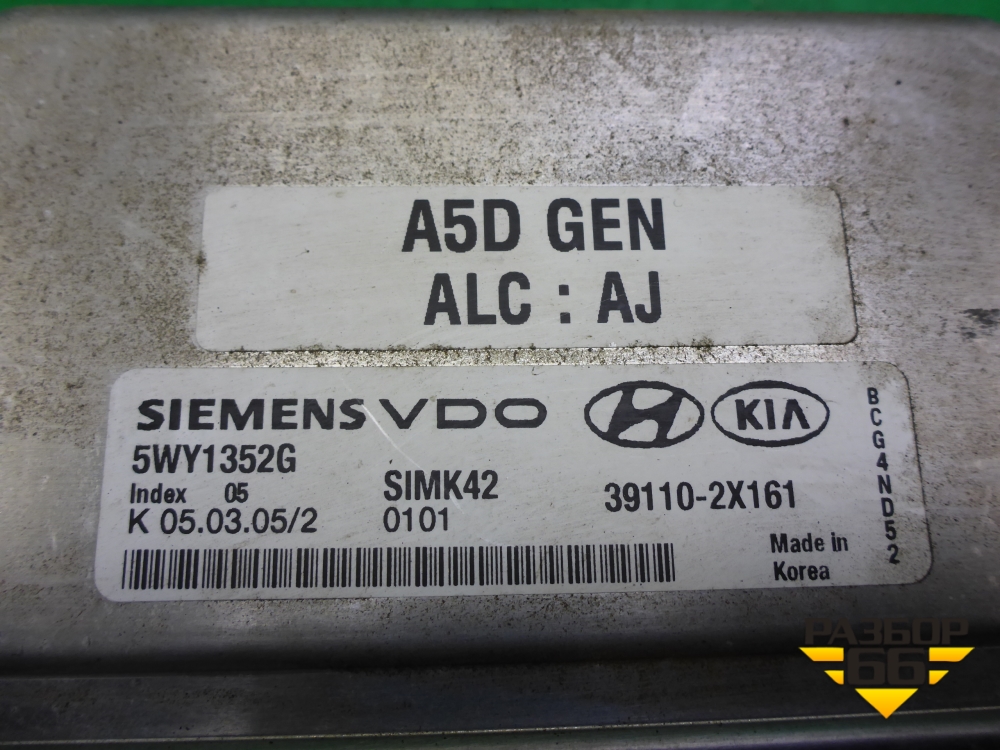 A5D GEN
ALC : AJ
SIEMENS VDO
KIA
5WY1352G
Index 05
SIMK42
39110-2X161
K 05.03.05/2
0101
Made in
Korea
BCG4ND52
РАЗБОР
66